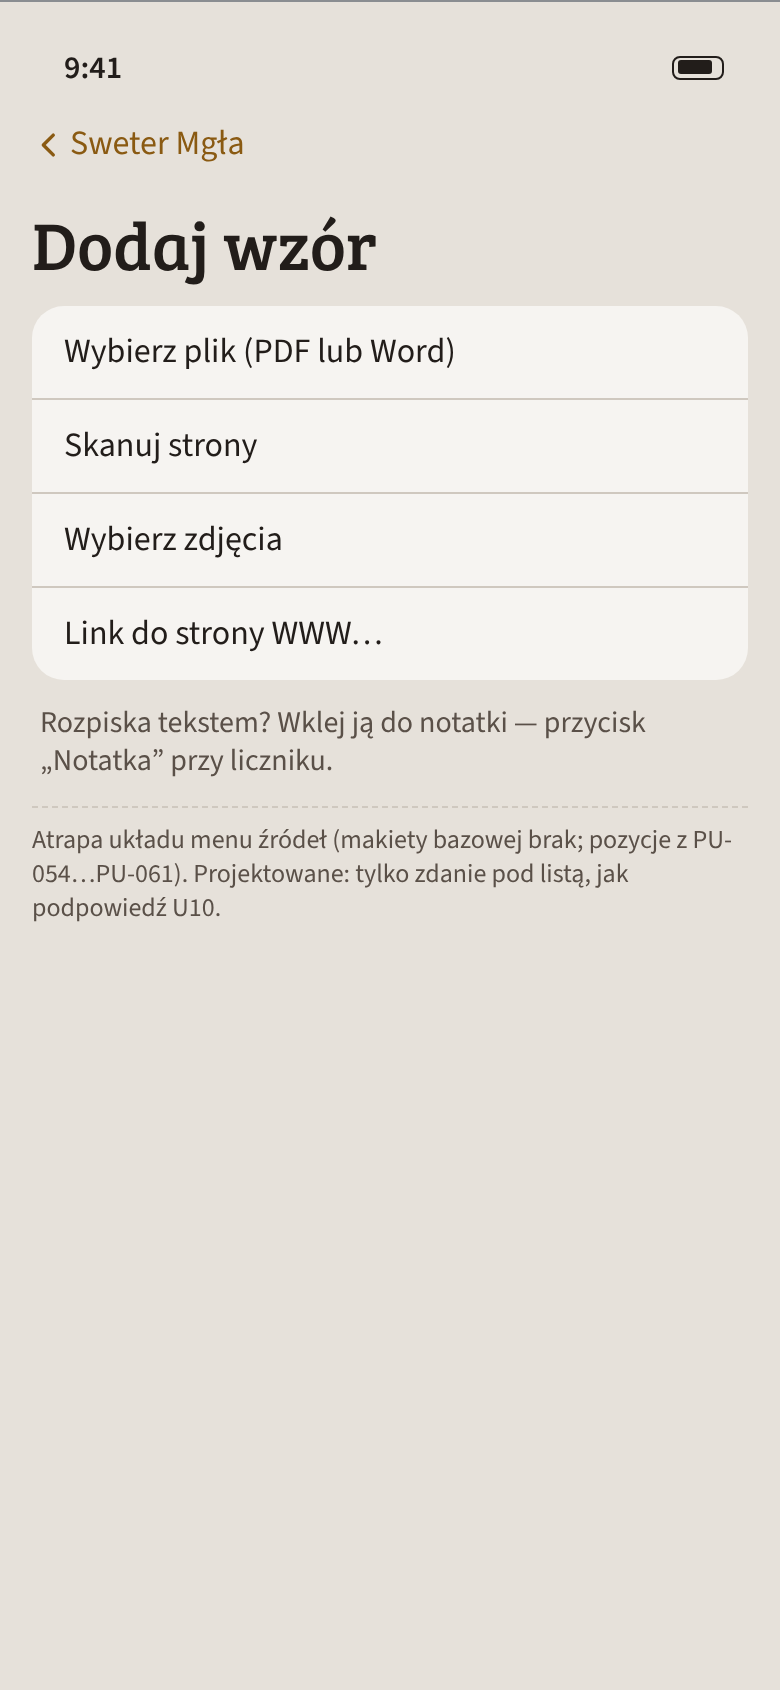 9:41
Sweter Mgła
Dodaj wzór
Wybierz plik (PDF lub Word)
Skanuj strony
Wybierz zdjęcia
Link do strony WWW…
Rozpiska tekstem? Wklej ją do notatki — przycisk
„Notatka” przy liczniku.
Atrapa układu menu źródeł (makiety bazowej brak; pozycje z PU-
054…PU-061). Projektowane: tylko zdanie pod listą, jak
podpowiedź U10.